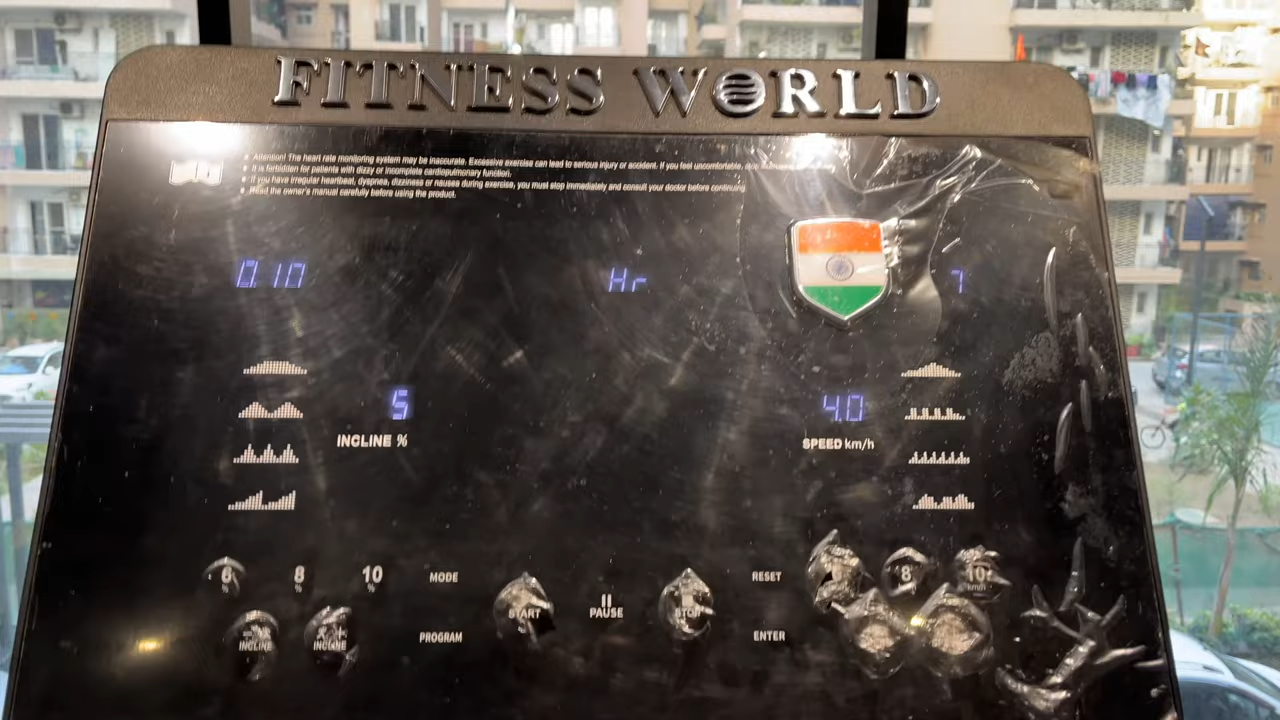 FITNESS WORLD
Attention! The heart rate monitoring system may be inaccurate. Excessive exercise can lead to serious injury or accident. If you feel uncomfortable,
It is forbidden for patients with dizzy or incomplete cardiopulmonary function.
If you have irregular heartbeat, dyspnea, dizziness or nausea during exercise, you must stop immediately and consult your doctor before continuing
Read the owner's manual carefully before using the product.
0.10 Hr 7
5 4.0
INCLINE % SPEED km/h
6 % 8 % 10 % MODE START PAUSE STOP RESET 8 10 km/h
INCLINE INCLINE PROGRAM ENTER